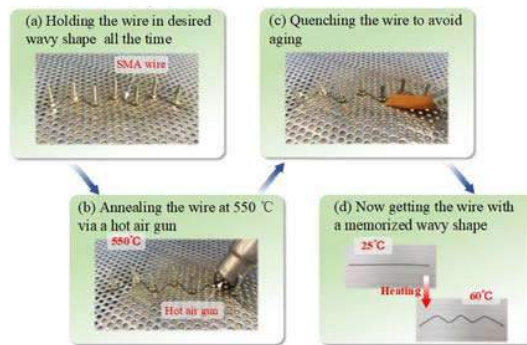 (a) Holding the wire in desired
wavy shape all the time
SMA wire
(b) Annealing the wire at 550 ℃
via a hot air gun
550℃
Hot air gun
(c) Quenching the wire to avoid
aging
(d) Now getting the wire with
a memorized wavy shape
25℃
Heating
60℃